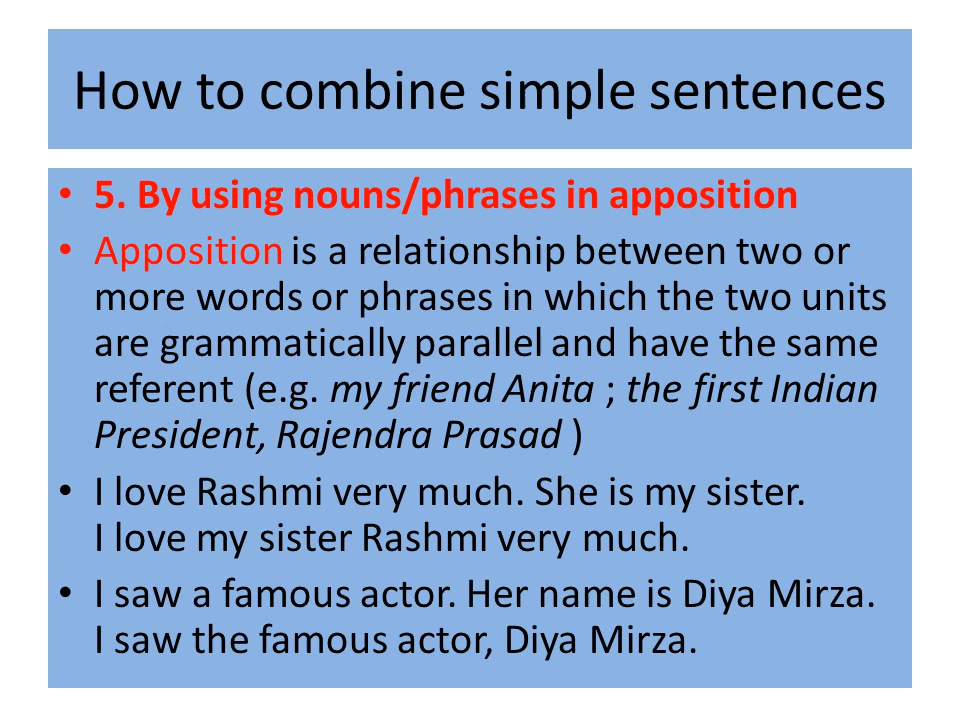 How to combine simple sentences
• 5. By using nouns/phrases in apposition
• Apposition is a relationship between two or
more words or phrases in which the two units
are grammatically parallel and have the same
referent (e.g. my friend Anita ; the first Indian
President, Rajendra Prasad )
• I love Rashmi very much. She is my sister.
I love my sister Rashmi very much.
• I saw a famous actor. Her name is Diya Mirza.
I saw the famous actor, Diya Mirza.